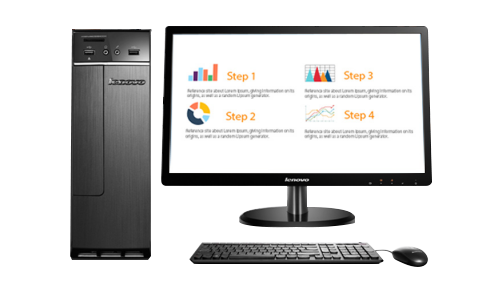 lenovo
Step 1
Reference site about Lorem Ipsum, giving information on its
origins, as well as a random Lipsum generator.
Step 2
Reference site about Lorem Ipsum, giving information on its
origins, as well as a random Lipsum generator.
Step 3
Reference site about Lorem Ipsum, giving information on its
origins, as well as a random Lipsum generator.
Step 4
Reference site about Lorem Ipsum, giving information on its
origins, as well as a random Lipsum generator.
lenovo